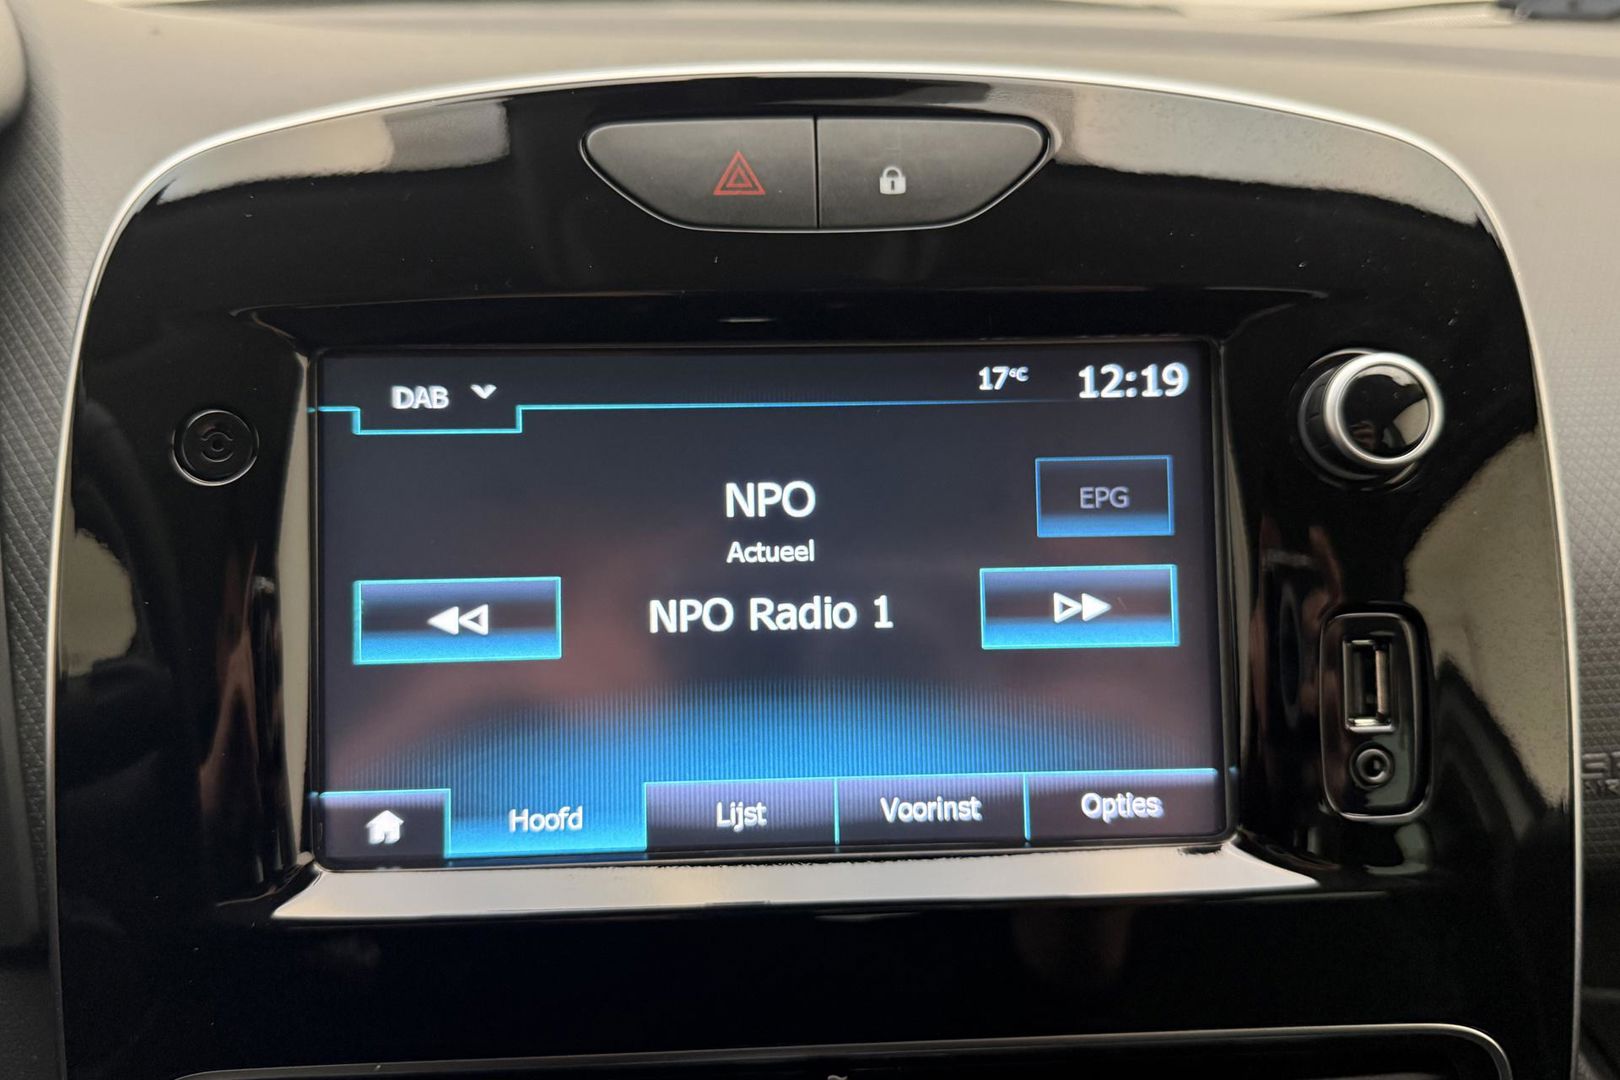 DAB
17°C
12:19
NPO
EPG
Actueel
NPO Radio 1
Hoofd
Lijst
Voorinst
Opties